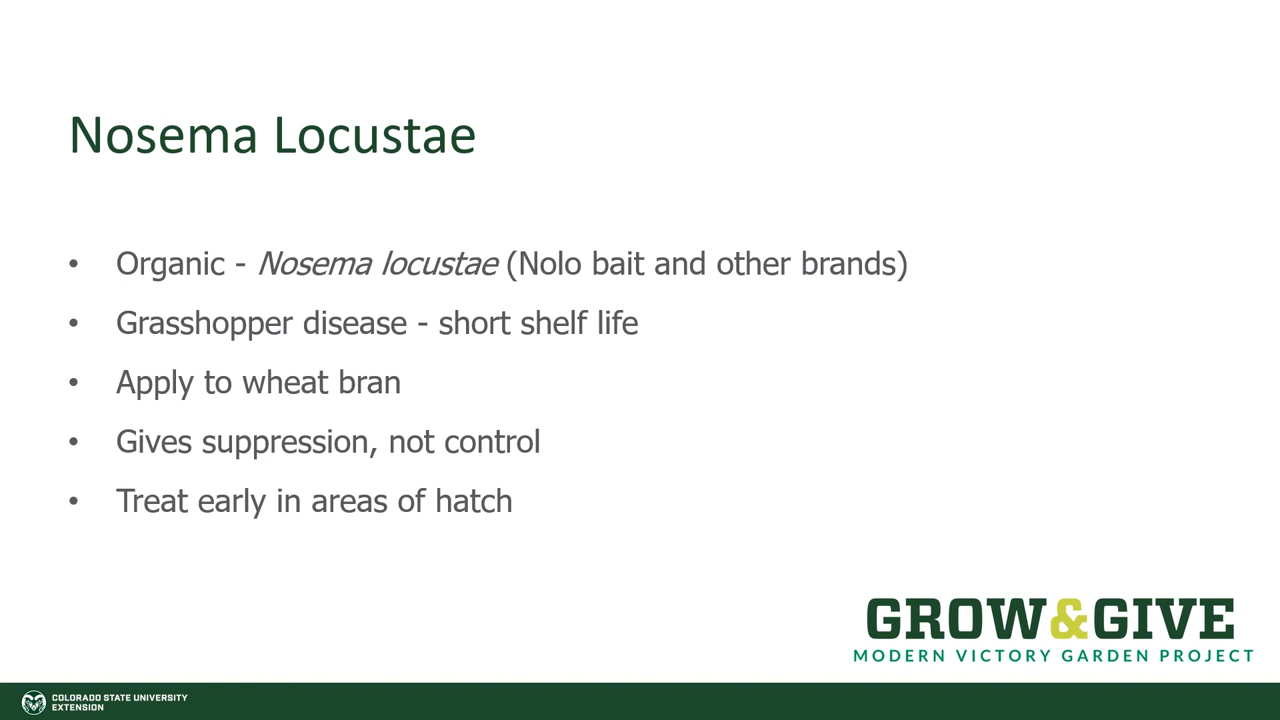 Nosema Locustae
• Organic - Nosema locustae (Nolo bait and other brands)
• Grasshopper disease - short shelf life
• Apply to wheat bran
• Gives suppression, not control
• Treat early in areas of hatch
GROW&GIVE
MODERN VICTORY GARDEN PROJECT
COLORADO STATE UNIVERSITY
EXTENSION